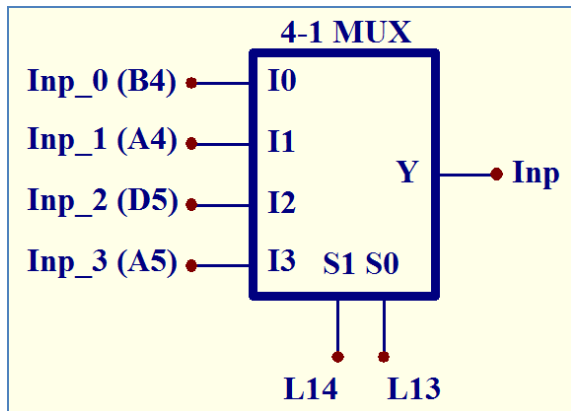 4-1 MUX
Inp_0 (B4) I0
Inp_1 (A4) I1
Y Inp
Inp_2 (D5) I2
Inp_3 (A5) I3
S1 S0
L14 L13